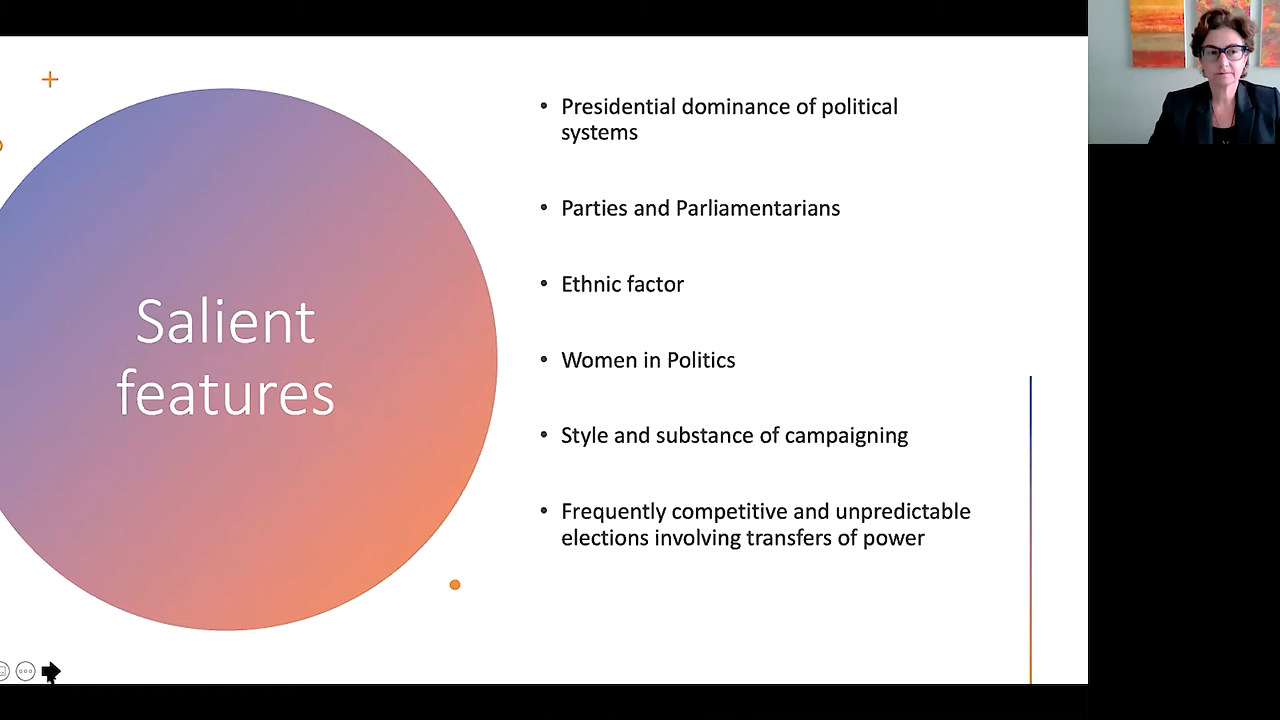 Salient
features
• Presidential dominance of political
systems
• Parties and Parliamentarians
• Ethnic factor
• Women in Politics
• Style and substance of campaigning
• Frequently competitive and unpredictable
elections involving transfers of power